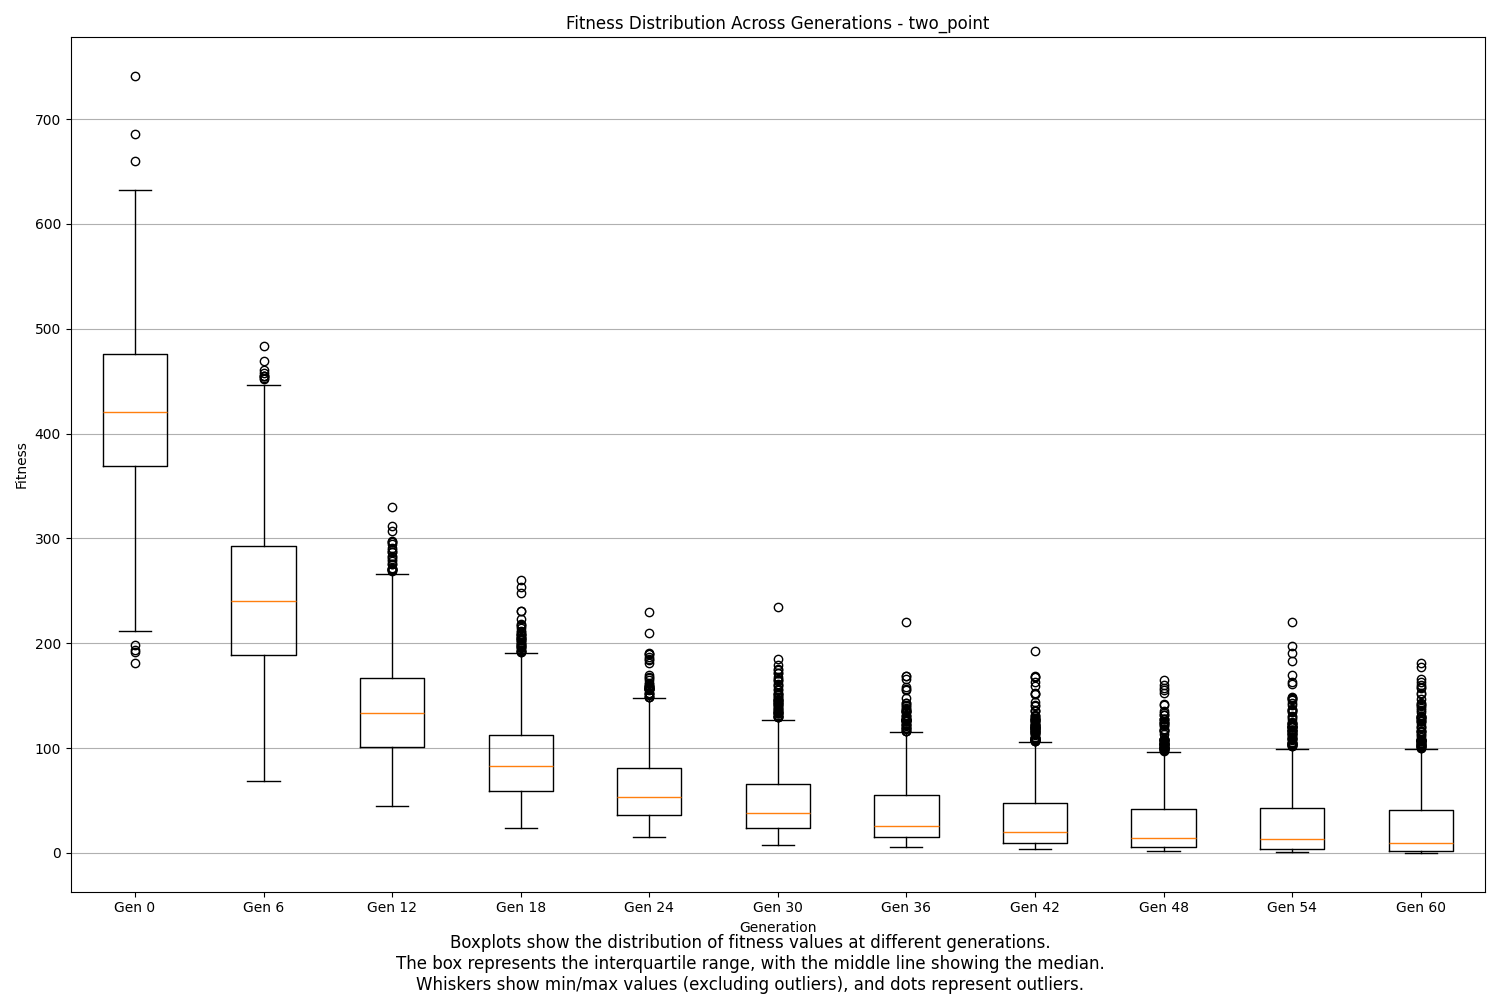 Fitness Distribution Across Generations - two_point
700
600
500
400
300
200
100
0
Fitness
Gen 0 Gen 6 Gen 12 Gen 18 Gen 24 Gen 30 Gen 36 Gen 42 Gen 48 Gen 54 Gen 60
Generation
Boxplots show the distribution of fitness values at different generations.
The box represents the interquartile range, with the middle line showing the median.
Whiskers show min/max values (excluding outliers), and dots represent outliers.